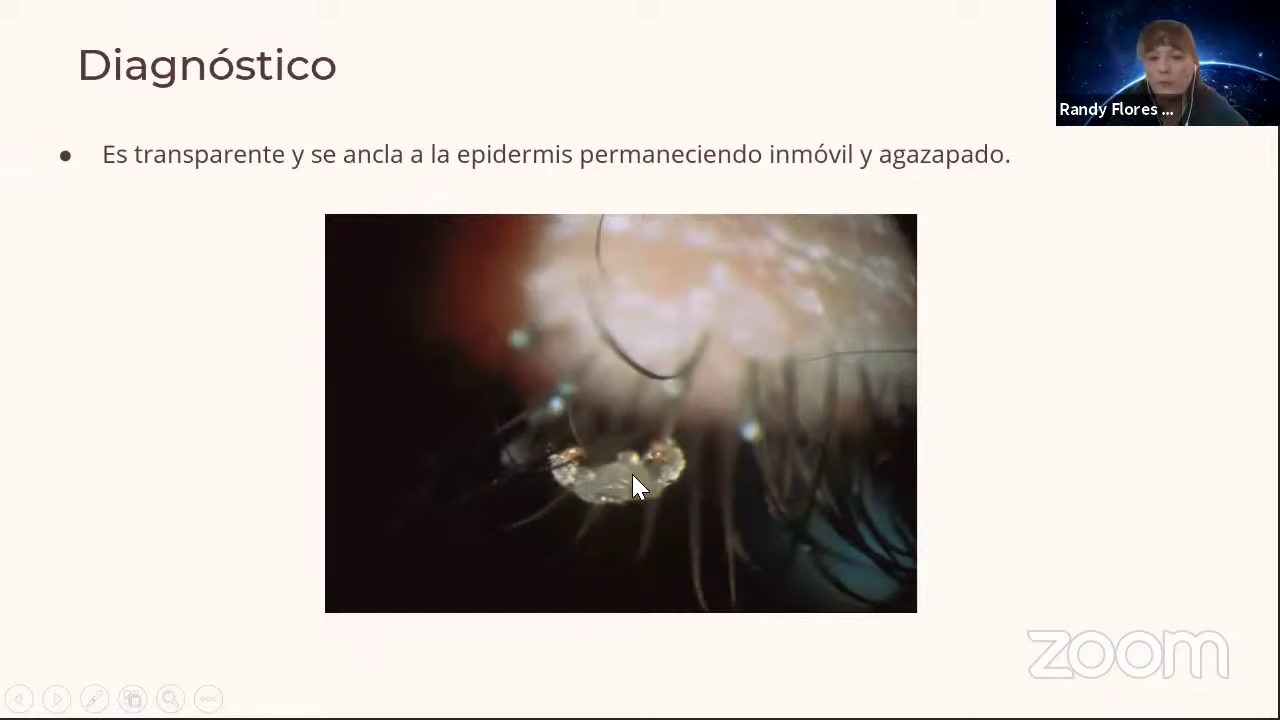 Diagnóstico
Randy Flores ...
● Es transparente y se ancla a la epidermis permaneciendo inmóvil y agazapado.
zoom